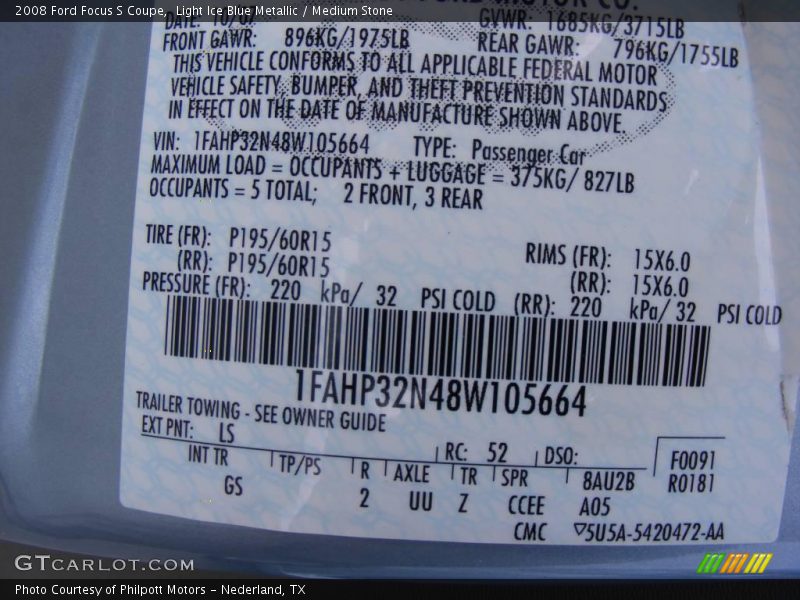 2008 Ford Focus S Coupe, Light Ice Blue Metallic / Medium Stone
MOTOR CO.
DATE: 10/07 GVWR: 1685KG/3715LB
FRONT GAWR: 896KG/1975LB REAR GAWR: 796KG/1755LB
THIS VEHICLE CONFORMS TO ALL APPLICABLE FEDERAL MOTOR
VEHICLE SAFETY, BUMPER, AND THEFT PREVENTION STANDARDS
IN EFFECT ON THE DATE OF MANUFACTURE SHOWN ABOVE.
VIN: 1FAHP32N48W105664 TYPE: Passenger Car
MAXIMUM LOAD = OCCUPANTS + LUGGAGE = 375KG/ 827LB
OCCUPANTS = 5 TOTAL; 2 FRONT, 3 REAR
TIRE (FR): P195/60R15 RIMS (FR): 15X6.0
(RR): P195/60R15 (RR): 15X6.0
PRESSURE (FR): 220 kPa/ 32 PSI COLD (RR): 220 kPa/ 32 PSI COLD
1FAHP32N48W105664
TRAILER TOWING - SEE OWNER GUIDE
EXT PNT: LS RC: 52 DSO: F0091
INT TR TP/PS R AXLE TR SPR 8AU2B R0181
GS 2 UU Z CCEE A05
CMC 5U5A-5420472-AA
GTCARLOT.COM
Photo Courtesy of Philpott Motors - Nederland, TX